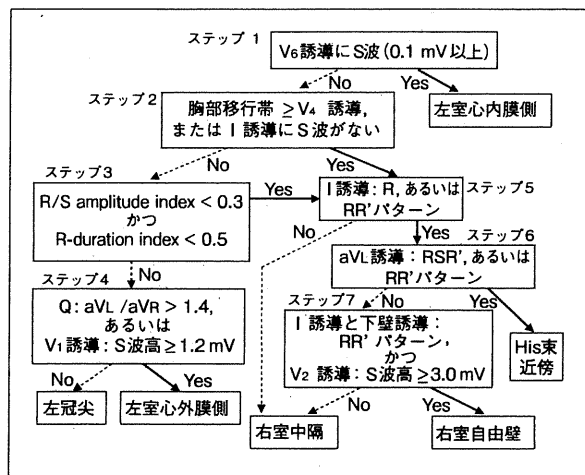 ステップ 1
V6誘導にS波(0.1 mV以上)
No
Yes
ステップ 2
左室心内膜側
胸部移行帯 ≧V4 誘導,
またはI誘導にS波がない
No
Yes
ステップ 3
R/S amplitude index < 0.3
かつ
R-duration index < 0.5
Yes
ステップ 5
I誘導:R, あるいは
RR'パターン
No
Yes
ステップ 6
aVL誘導:RSR', あるいは
RR'パターン
No
ステップ 4
Q:aVL /aVR > 1.4,
あるいは
V1誘導:S波高≧1.2 mV
ステップ 7
No
Yes
I誘導と下壁誘導:
RR' パターン,
かつ
V2 誘導:S波高≧3.0 mV
His束
近傍
No
Yes
左冠尖
左室心外膜側
No
Yes
右室中隔
右室自由壁